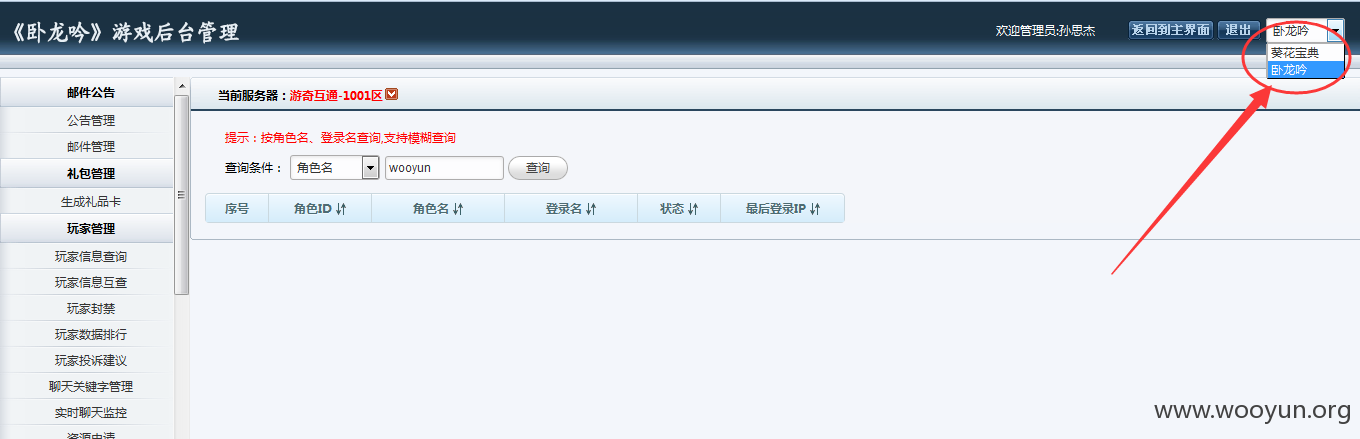 《卧龙吟》游戏后台管理
欢迎管理员:孙思杰
返回到主界面
退出
卧龙吟
葵花宝典
卧龙吟
邮件公告
公告管理
邮件管理
礼包管理
生成礼品卡
玩家管理
玩家信息查询
玩家信息互查
玩家封禁
玩家数据排行
玩家投诉建议
聊天关键字管理
实时聊天监控
资源申请
当前服务器：游奇互通-1001区
提示：按角色名、登录名查询,支持模糊查询
查询条件： 角色名 wooyun 查询
序号 角色ID 角色名 登录名 状态 最后登录IP
www.wooyun.org